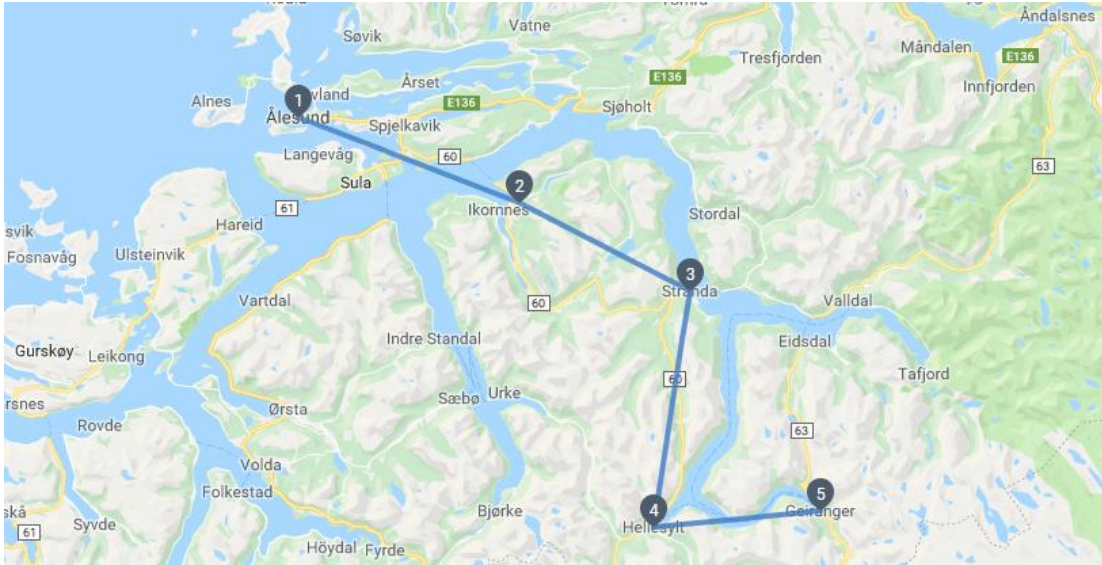 Søvik
Vatne
Åndalsnes
Måndalen
Tresfjorden
E136
E136
Innfjorden
Årset
E136
Alnes
1
Ålesund
Sjøholt
Spjelkavik
Langevåg
60
63
Sula
2
Ikornnes
61
Hareid
Stordal
svik
Fosnavåg
Ulsteinvik
3
Stranda
Vartdal
60
Valldal
Indre Standal
Eidsdal
Gurskøy
Leikong
Tafjord
60
Urke
Sæbø
rsnes
Ørsta
Rovde
63
Volda
Folkestad
4
5
Geiranger
Bjørke
skå
Syvde
Hellesylt
61
Høydal
Fyrde